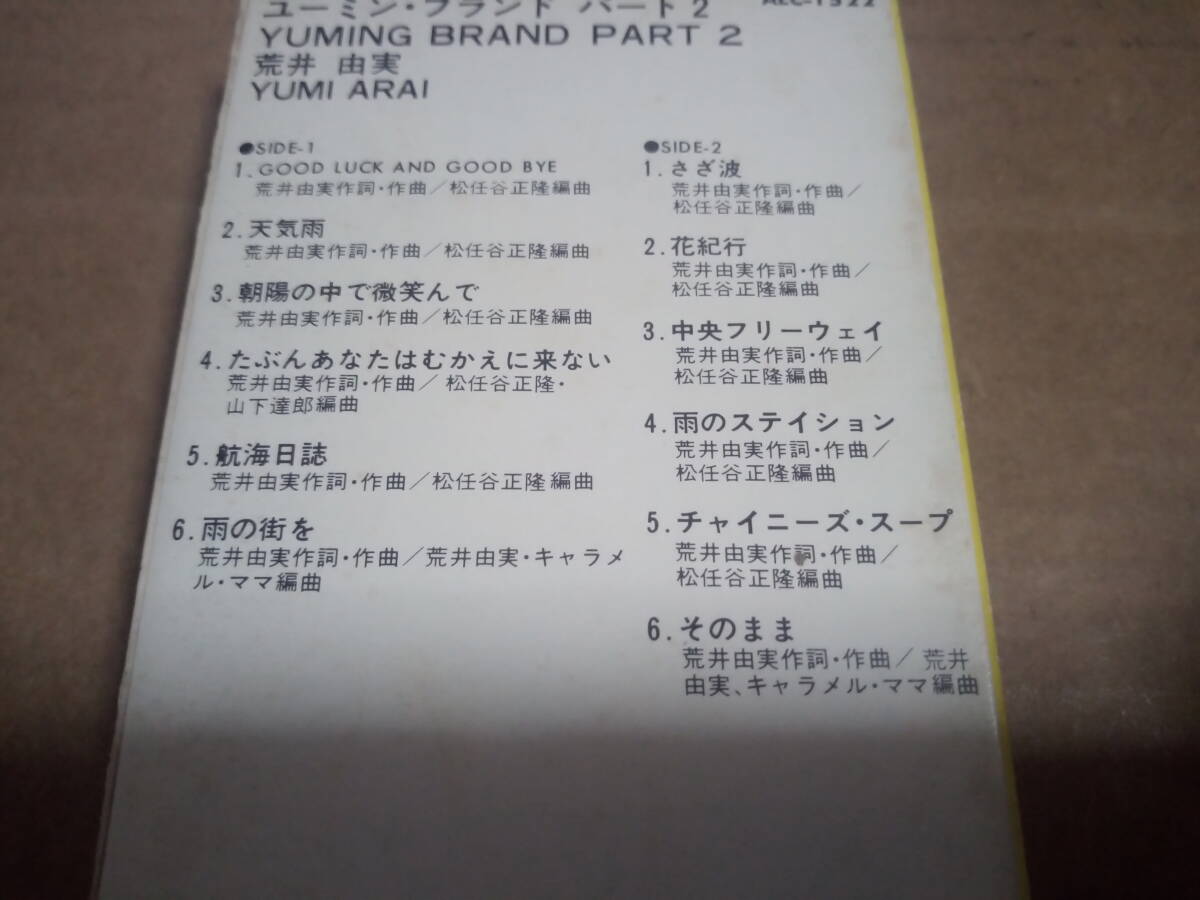 ユーミン・ブランド パート2
YUMING BRAND PART 2
荒井 由実
YUMI ARAI
●SIDE-1
1. GOOD LUCK AND GOOD BYE
荒井由実作詞・作曲/松任谷正隆編曲
2. 天気雨
荒井由実作詞・作曲/松任谷正隆編曲
3. 朝陽の中で微笑んで
荒井由実作詞・作曲/松任谷正隆編曲
4. たぶんあなたはむかえに来ない
荒井由実作詞・作曲/ 松任谷正隆・
山下達郎編曲
5. 航海日誌
荒井由実作詞・作曲/松任谷正隆編曲
6. 雨の街を
荒井由実作詞・作曲/荒井由実・キャラメ
ル・ママ編曲
●SIDE-2
1. さざ波
荒井由実作詞・作曲/
松任谷正隆編曲
2. 花紀行
荒井由実作詞・作曲/
松任谷正隆編曲
3. 中央フリーウェイ
荒井由実作詞・作曲/
松任谷正隆編曲
4. 雨のステイション
荒井由実作詞・作曲/
松任谷正隆編曲
5. チャイニーズ・スープ
荒井由実作詞・作曲/
松任谷正隆編曲
6. そのまま
荒井由実作詞・作曲/ 荒井
由実、キャラメル・ママ編曲